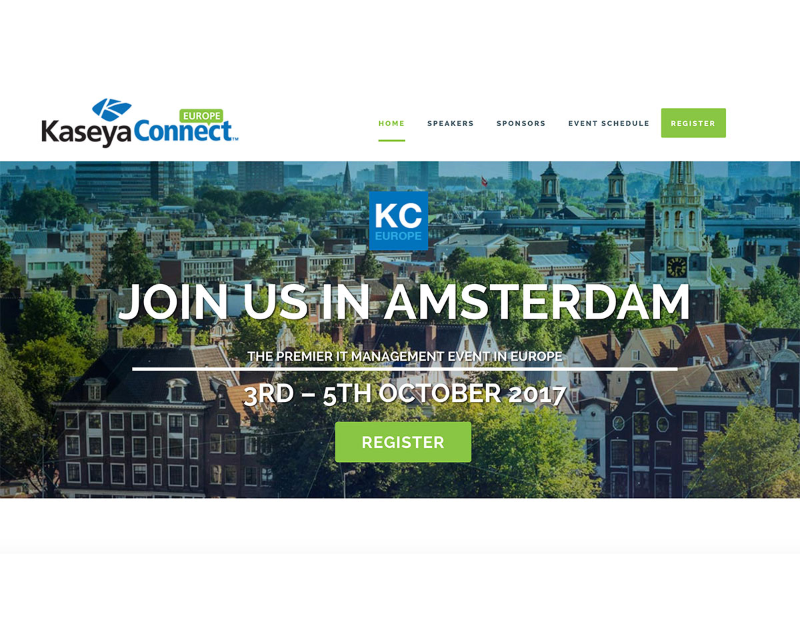 EUROPE
KaseyaConnect™
HOME
SPEAKERS
SPONSORS
EVENT SCHEDULE
REGISTER
KC
EUROPE
JOIN US IN AMSTERDAM
THE PREMIER IT MANAGEMENT EVENT IN EUROPE
3RD – 5TH OCTOBER 2017
REGISTER